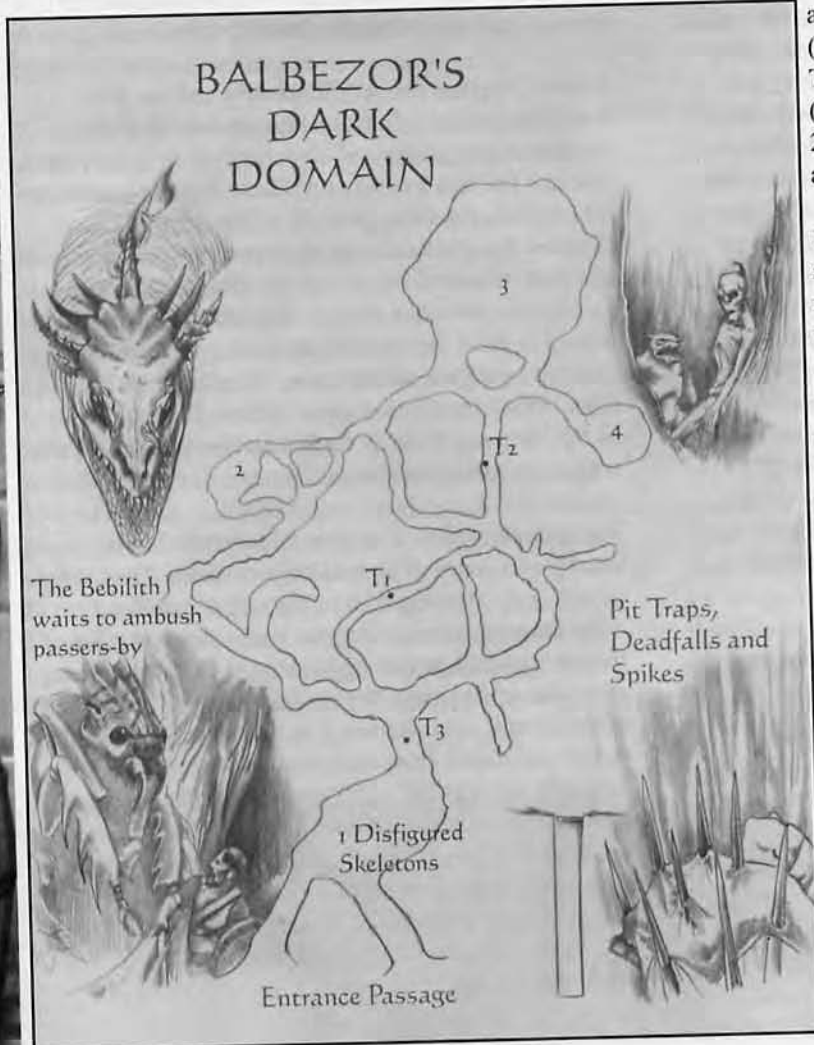 BALBEZOR'S
DARK
DOMAIN
3
4
T2
2
T1
The Bebilith
waits to ambush
passers-by
Pit Traps,
Deadfalls and
Spikes
T3
1 Disfigured
Skeletons
Entrance Passage